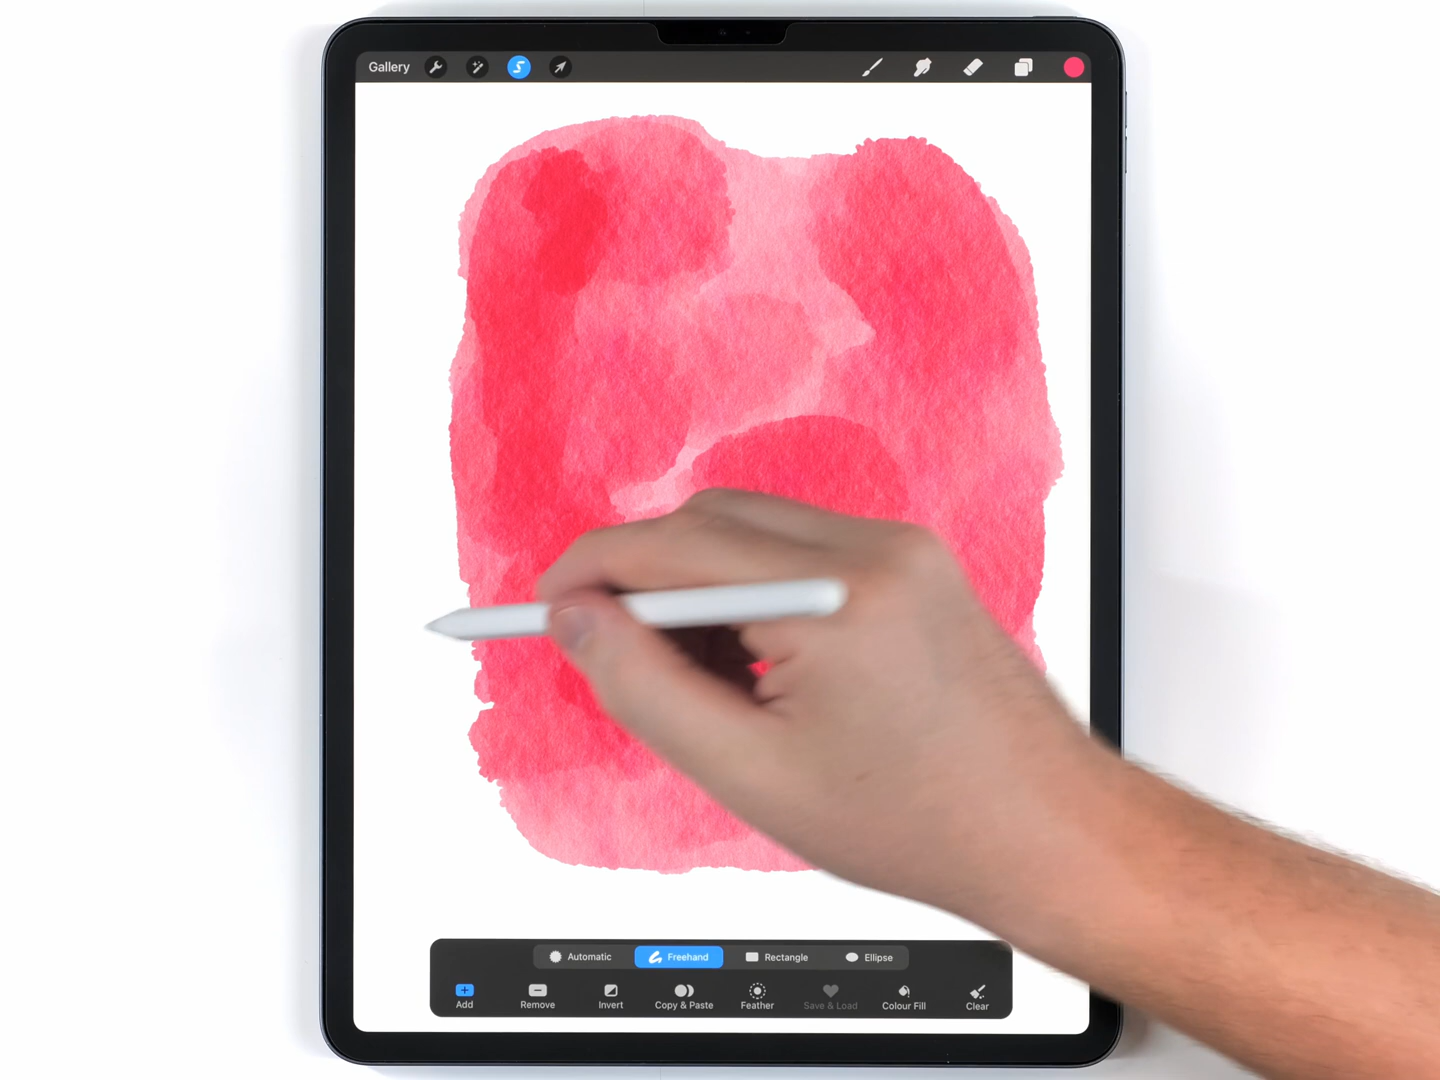 Gallery
Automatic Freehand Rectangle Ellipse
Add Remove Invert Copy & Paste Feather Save & Load Colour Fill Clear